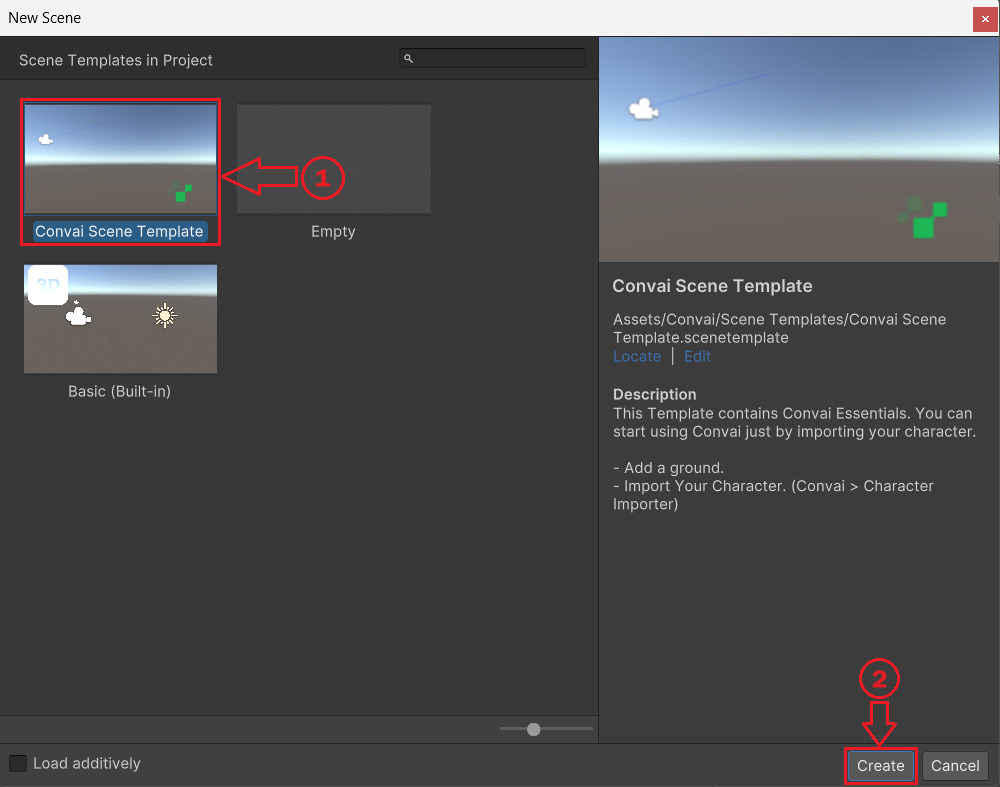 New Scene
Scene Templates in Project
1
Convai Scene Template
Empty
3D
Basic (Built-in)
Convai Scene Template
Assets/Convai/Scene Templates/Convai Scene
Template.scenetemplate
Locate | Edit
Description
This Template contains Convai Essentials. You can
start using Convai just by importing your character.
- Add a ground.
- Import Your Character. (Convai > Character
Importer)
2
Load additively
Create
Cancel